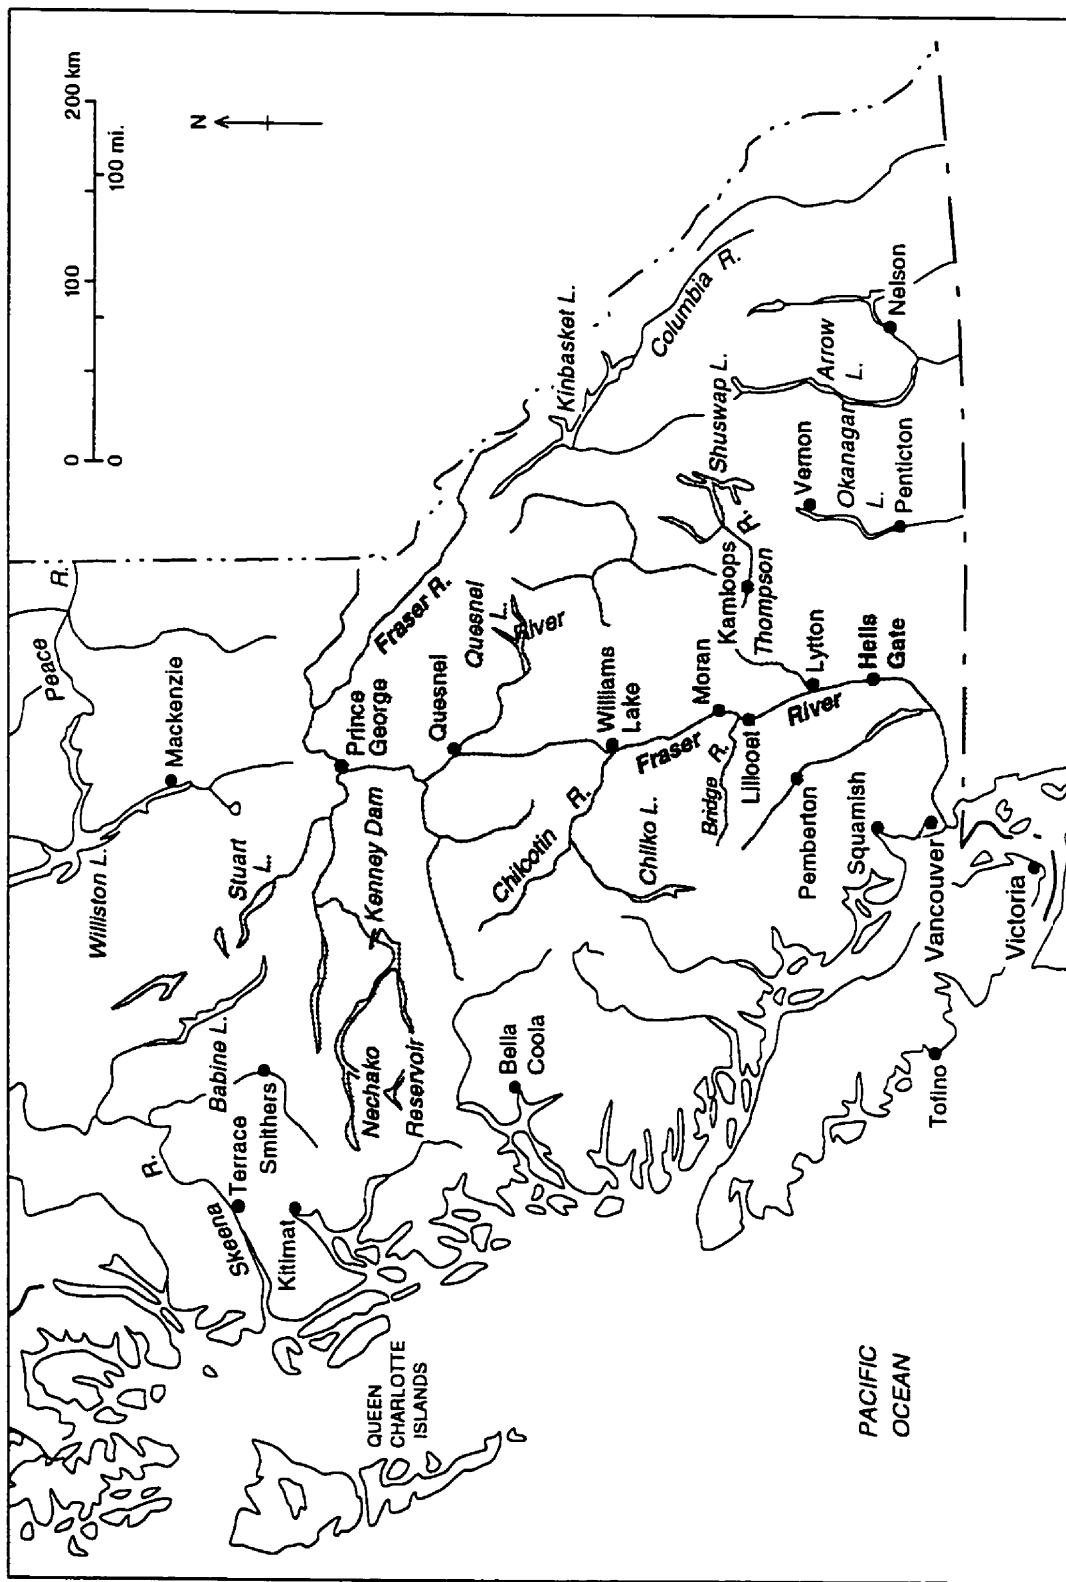 0
100
200 km
0
100 mi.
N
Peace
R.
Williston L.
Mackenzie
Stuart
L.
Babine L.
Smithers
R.
Terrace
Skeena
Kitimat
Prince
George
Fraser R.
Kenney Dam
Nechako
Reservoir
Quesnel
Quesnel
L.
River
Kinbasket L.
Columbia
R.
QUEEN
CHARLOTTE
ISLANDS
Bella
Coola
Chilcotin
R.
Williams
Lake
Chilko L.
Fraser
River
Moran
Bridge
R.
Lillooet
Kamloops
Thompson
R.
Shuswap L.
Lytton
Hells
Gate
Vernon
Okanagan
L.
Penticton
Arrow
L.
Nelson
Pemberton
Squamish
Vancouver
Victoria
Tofino
PACIFIC
OCEAN